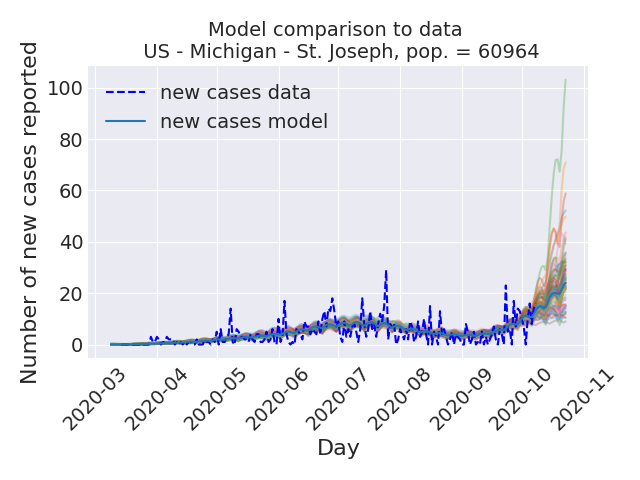 Model comparison to data
US - Michigan - St. Joseph, pop. = 60964
Number of new cases reported
100
80
60
40
20
0
new cases data
new cases model
2020-03
2020-04
2020-05
2020-06
2020-07
2020-08
2020-09
2020-10
2020-11
Day